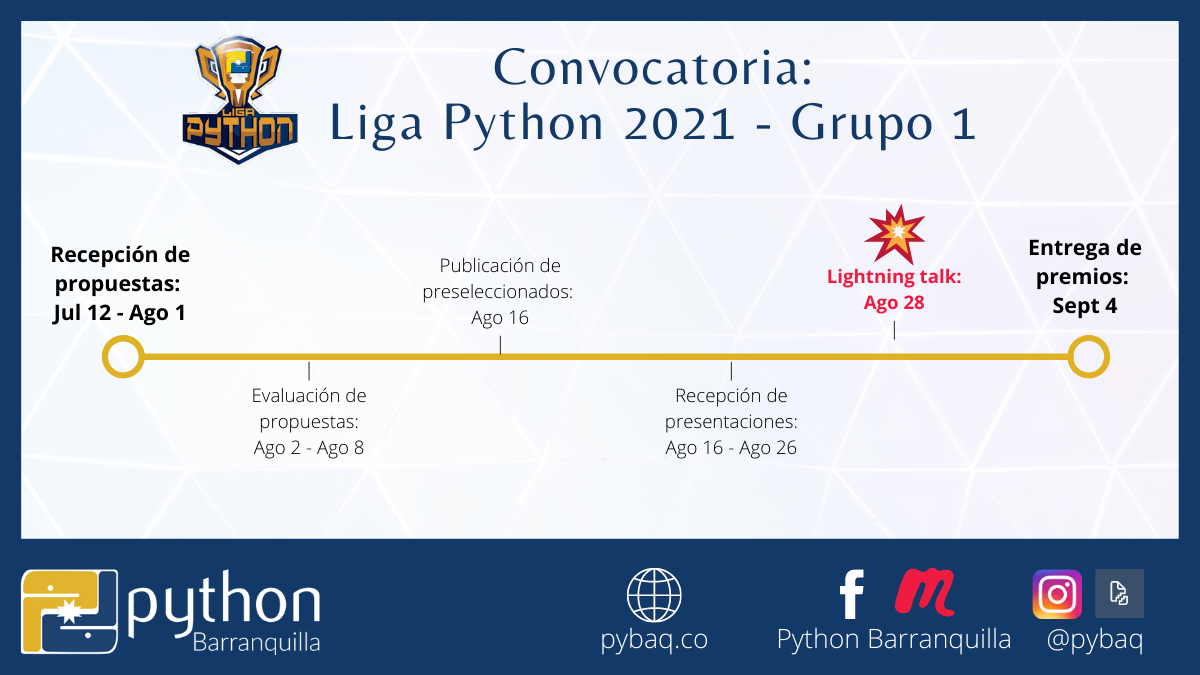 Convocatoria:
Liga Python 2021 - Grupo 1
LIGA
PYTHON
Recepción de
propuestas:
Jul 12 - Ago 1
Evaluación de
propuestas:
Ago 2 - Ago 8
Publicación de
preseleccionados:
Ago 16
Recepción de
presentaciones:
Ago 16 - Ago 26
Lightning talk:
Ago 28
Entrega de
premios:
Sept 4
python
Barranquilla
pybaq.co
Python Barranquilla
@pybaq